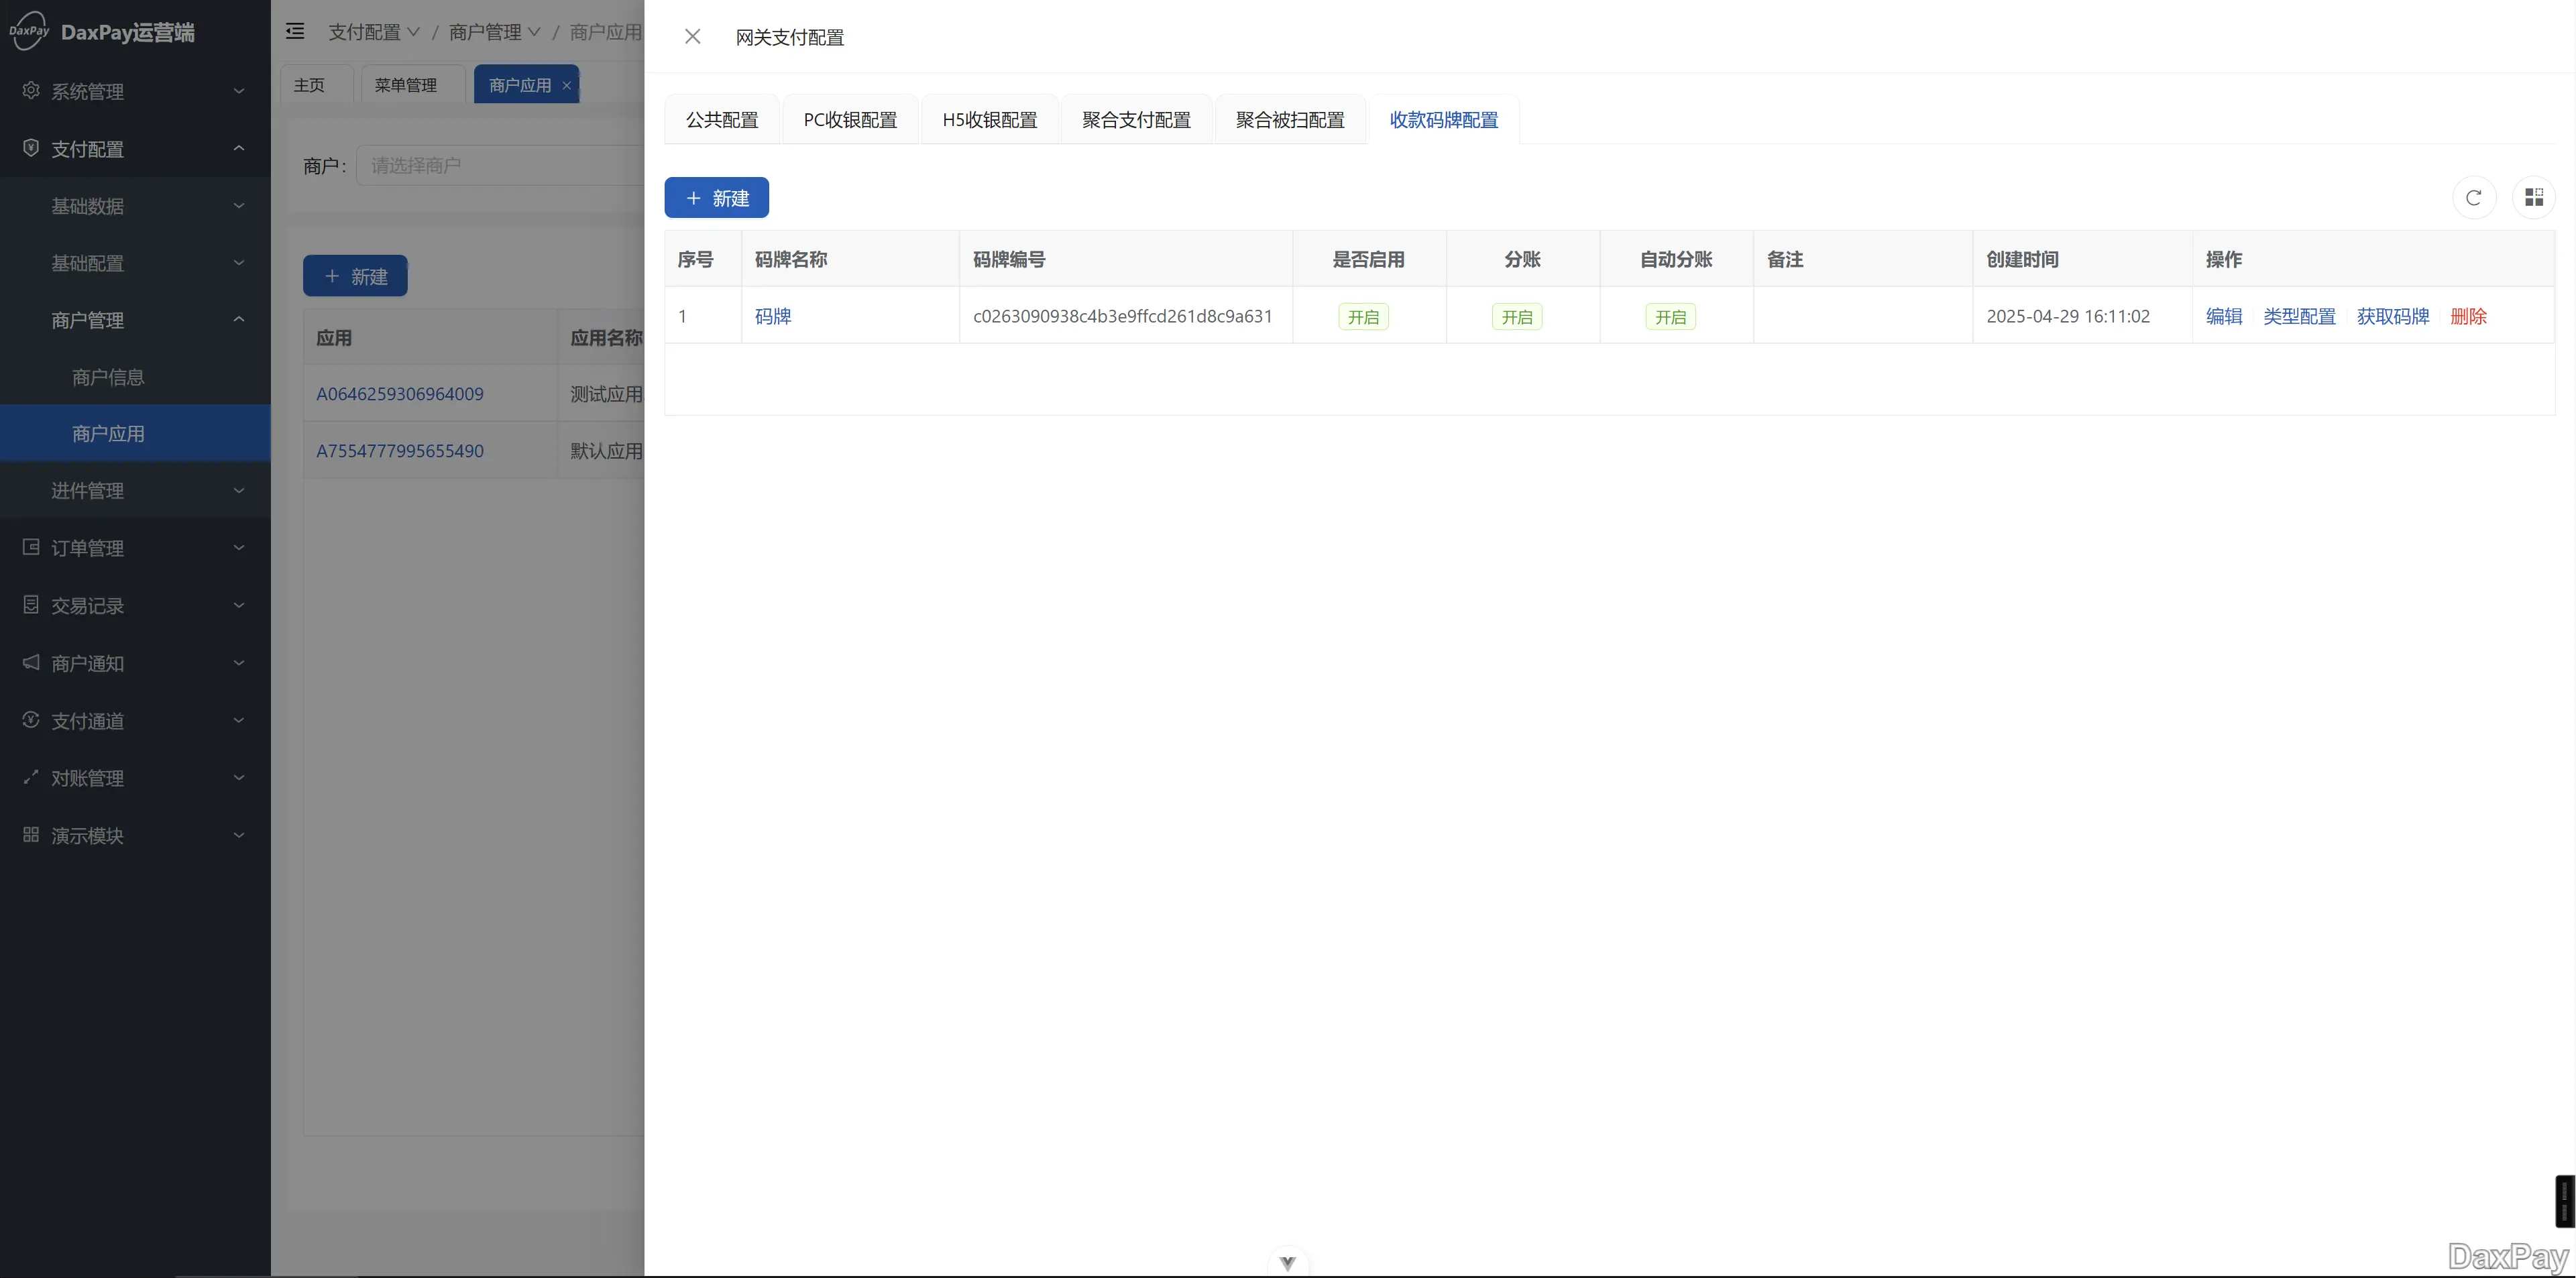 DaxPay DaxPay运营端
系统管理
支付配置
基础数据
基础配置
商户管理
商户信息
商户应用
进件管理
订单管理
交易记录
商户通知
支付通道
对账管理
演示模块
支付配置 / 商户管理 / 商户应用
主页 菜单管理 商户应用
商户: 请选择商户
新建
应用 应用名称
A0646259306964009 测试应用
A7554777995655490 默认应用
网关支付配置
公共配置 PC收银配置 H5收银配置 聚合支付配置 聚合被扫配置 收款码牌配置
新建
序号 码牌名称 码牌编号 是否启用 分账 自动分账 备注 创建时间 操作
1 码牌 c0263090938c4b3e9ffcd261d8c9a631 开启 开启 开启 2025-04-29 16:11:02 编辑 类型配置 获取码牌 删除
DaxPay